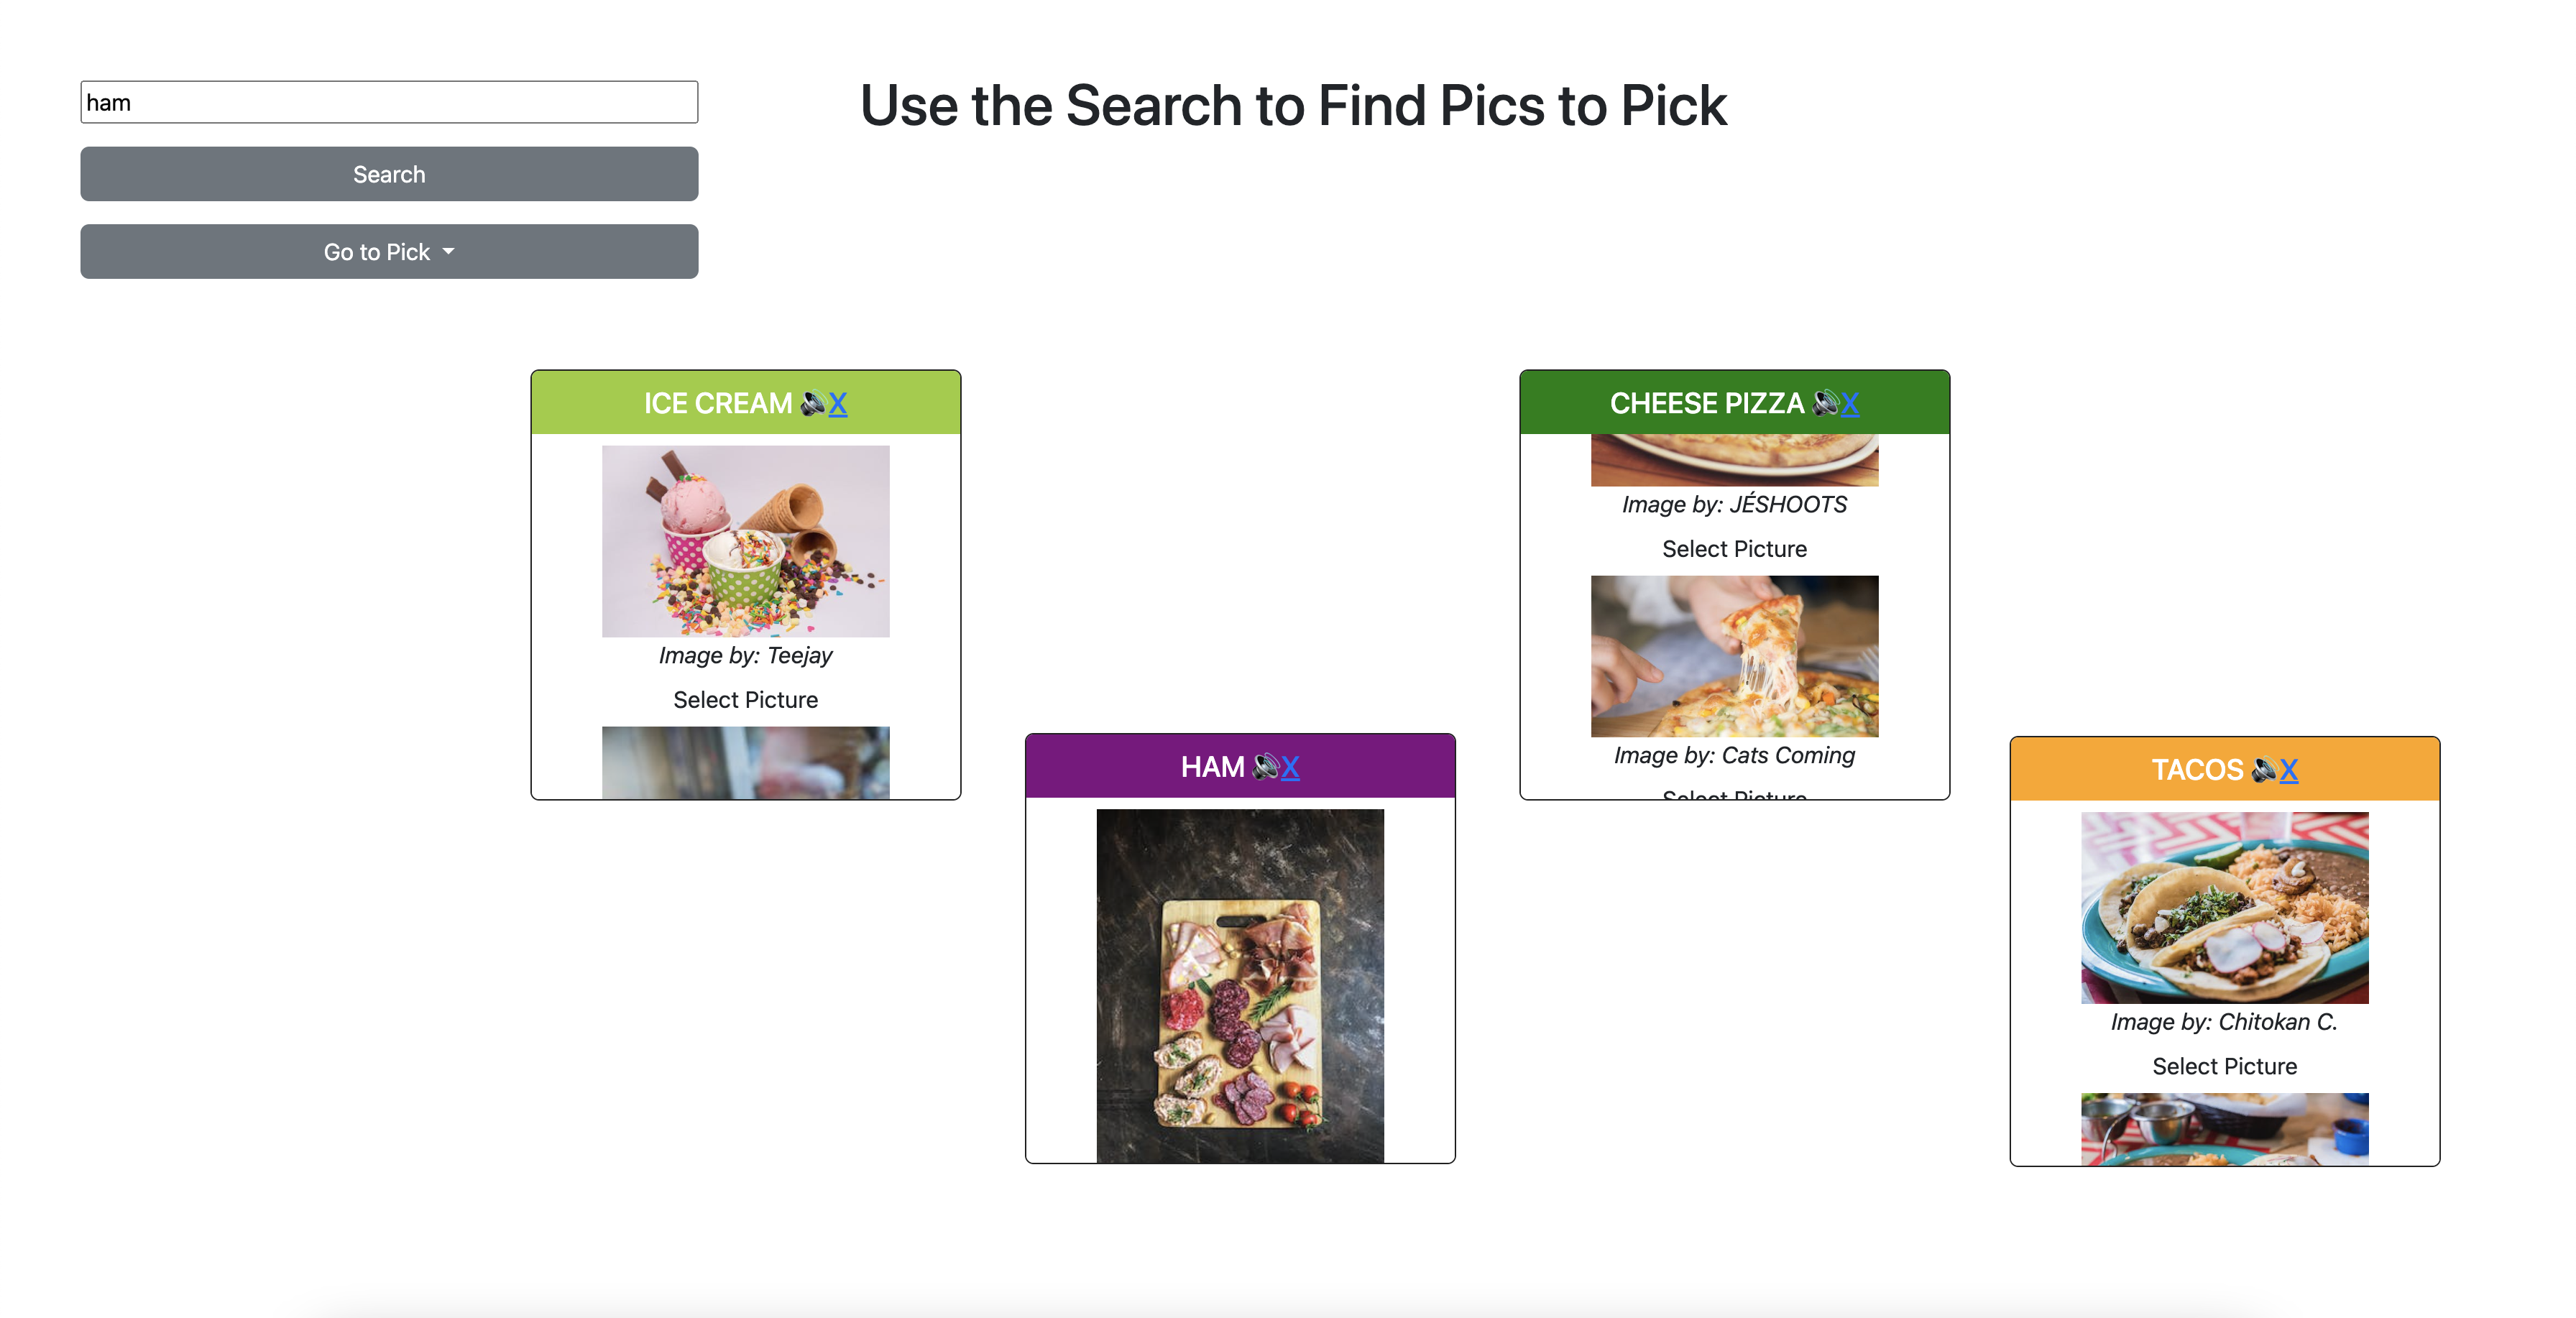 ham
Use the Search to Find Pics to Pick
Search
Go to Pick
ICE CREAM 🔊X
Image by: Teejay
Select Picture
CHEESE PIZZA 🔊X
Image by: JÉSHOOTS
Select Picture
Image by: Cats Coming
Select Picture
HAM 🔊X
TACOS 🔊X
Image by: Chitokan C.
Select Picture